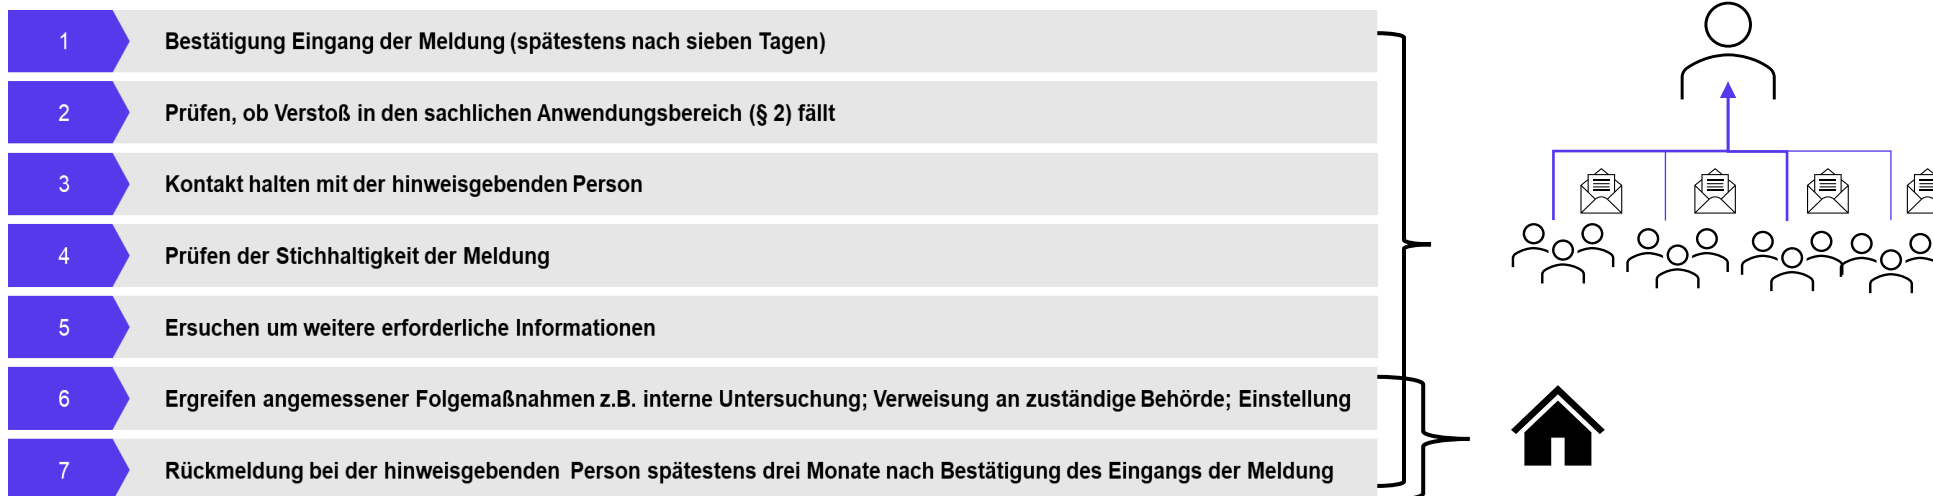 1 Bestätigung Eingang der Meldung (spätestens nach sieben Tagen)
2 Prüfen, ob Verstoß in den sachlichen Anwendungsbereich (§ 2) fällt
3 Kontakt halten mit der hinweisgebenden Person
4 Prüfen der Stichhaltigkeit der Meldung
5 Ersuchen um weitere erforderliche Informationen
6 Ergreifen angemessener Folgemaßnahmen z.B. interne Untersuchung; Verweisung an zuständige Behörde; Einstellung
7 Rückmeldung bei der hinweisgebenden Person spätestens drei Monate nach Bestätigung des Eingangs der Meldung